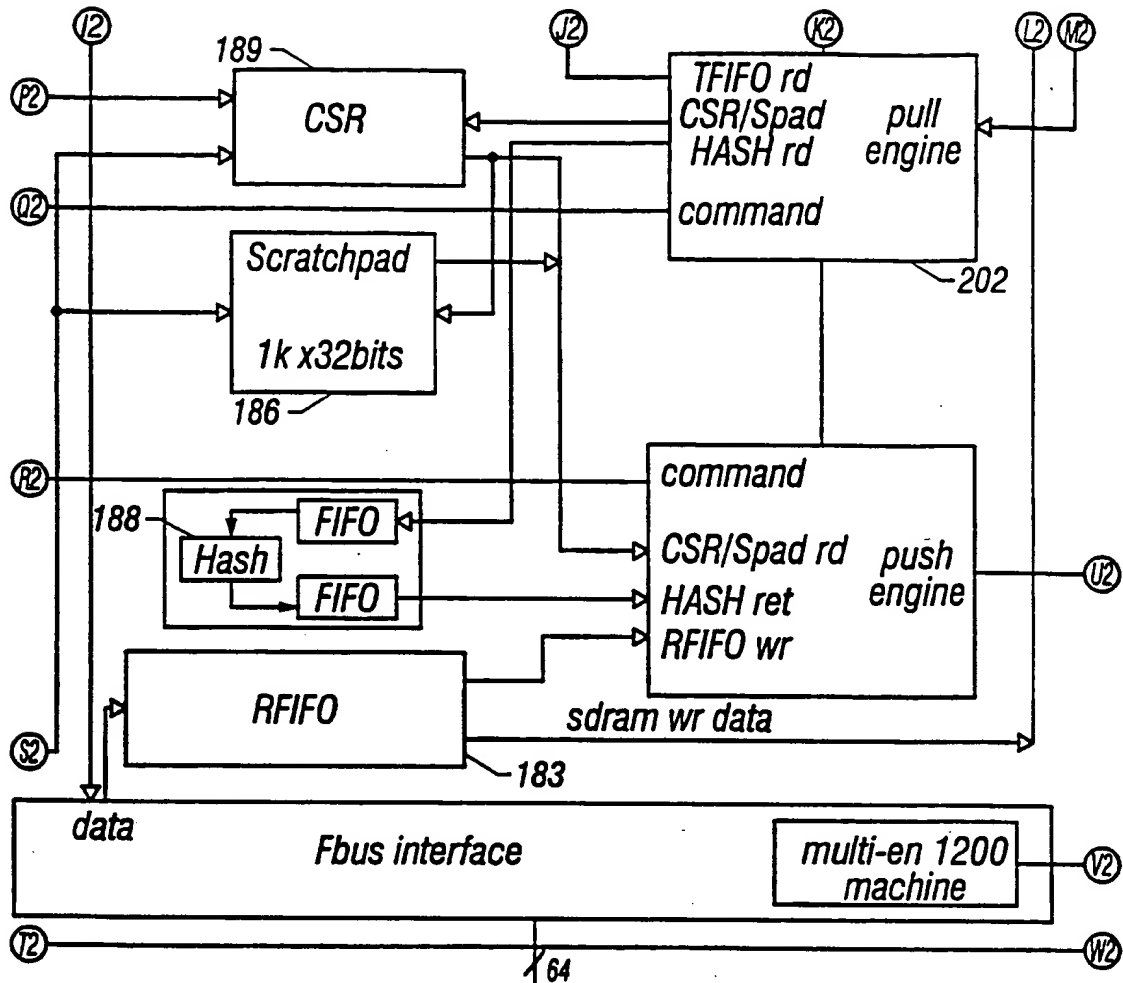 I2
J2
K2
L2
M2
189
P2
CSR
TFIFO rd
CSR/Spad
HASH rd
pull
engine
Q2
command
202
Scratchpad
1k x32bits
186
R2
command
188
FIFO
Hash
FIFO
CSR/Spad rd
HASH ret
RFIFO wr
push
engine
U2
RFIFO
sdram wr data
S2
183
data
Fbus interface
multi-en 1200
machine
V2
T2
W2
64